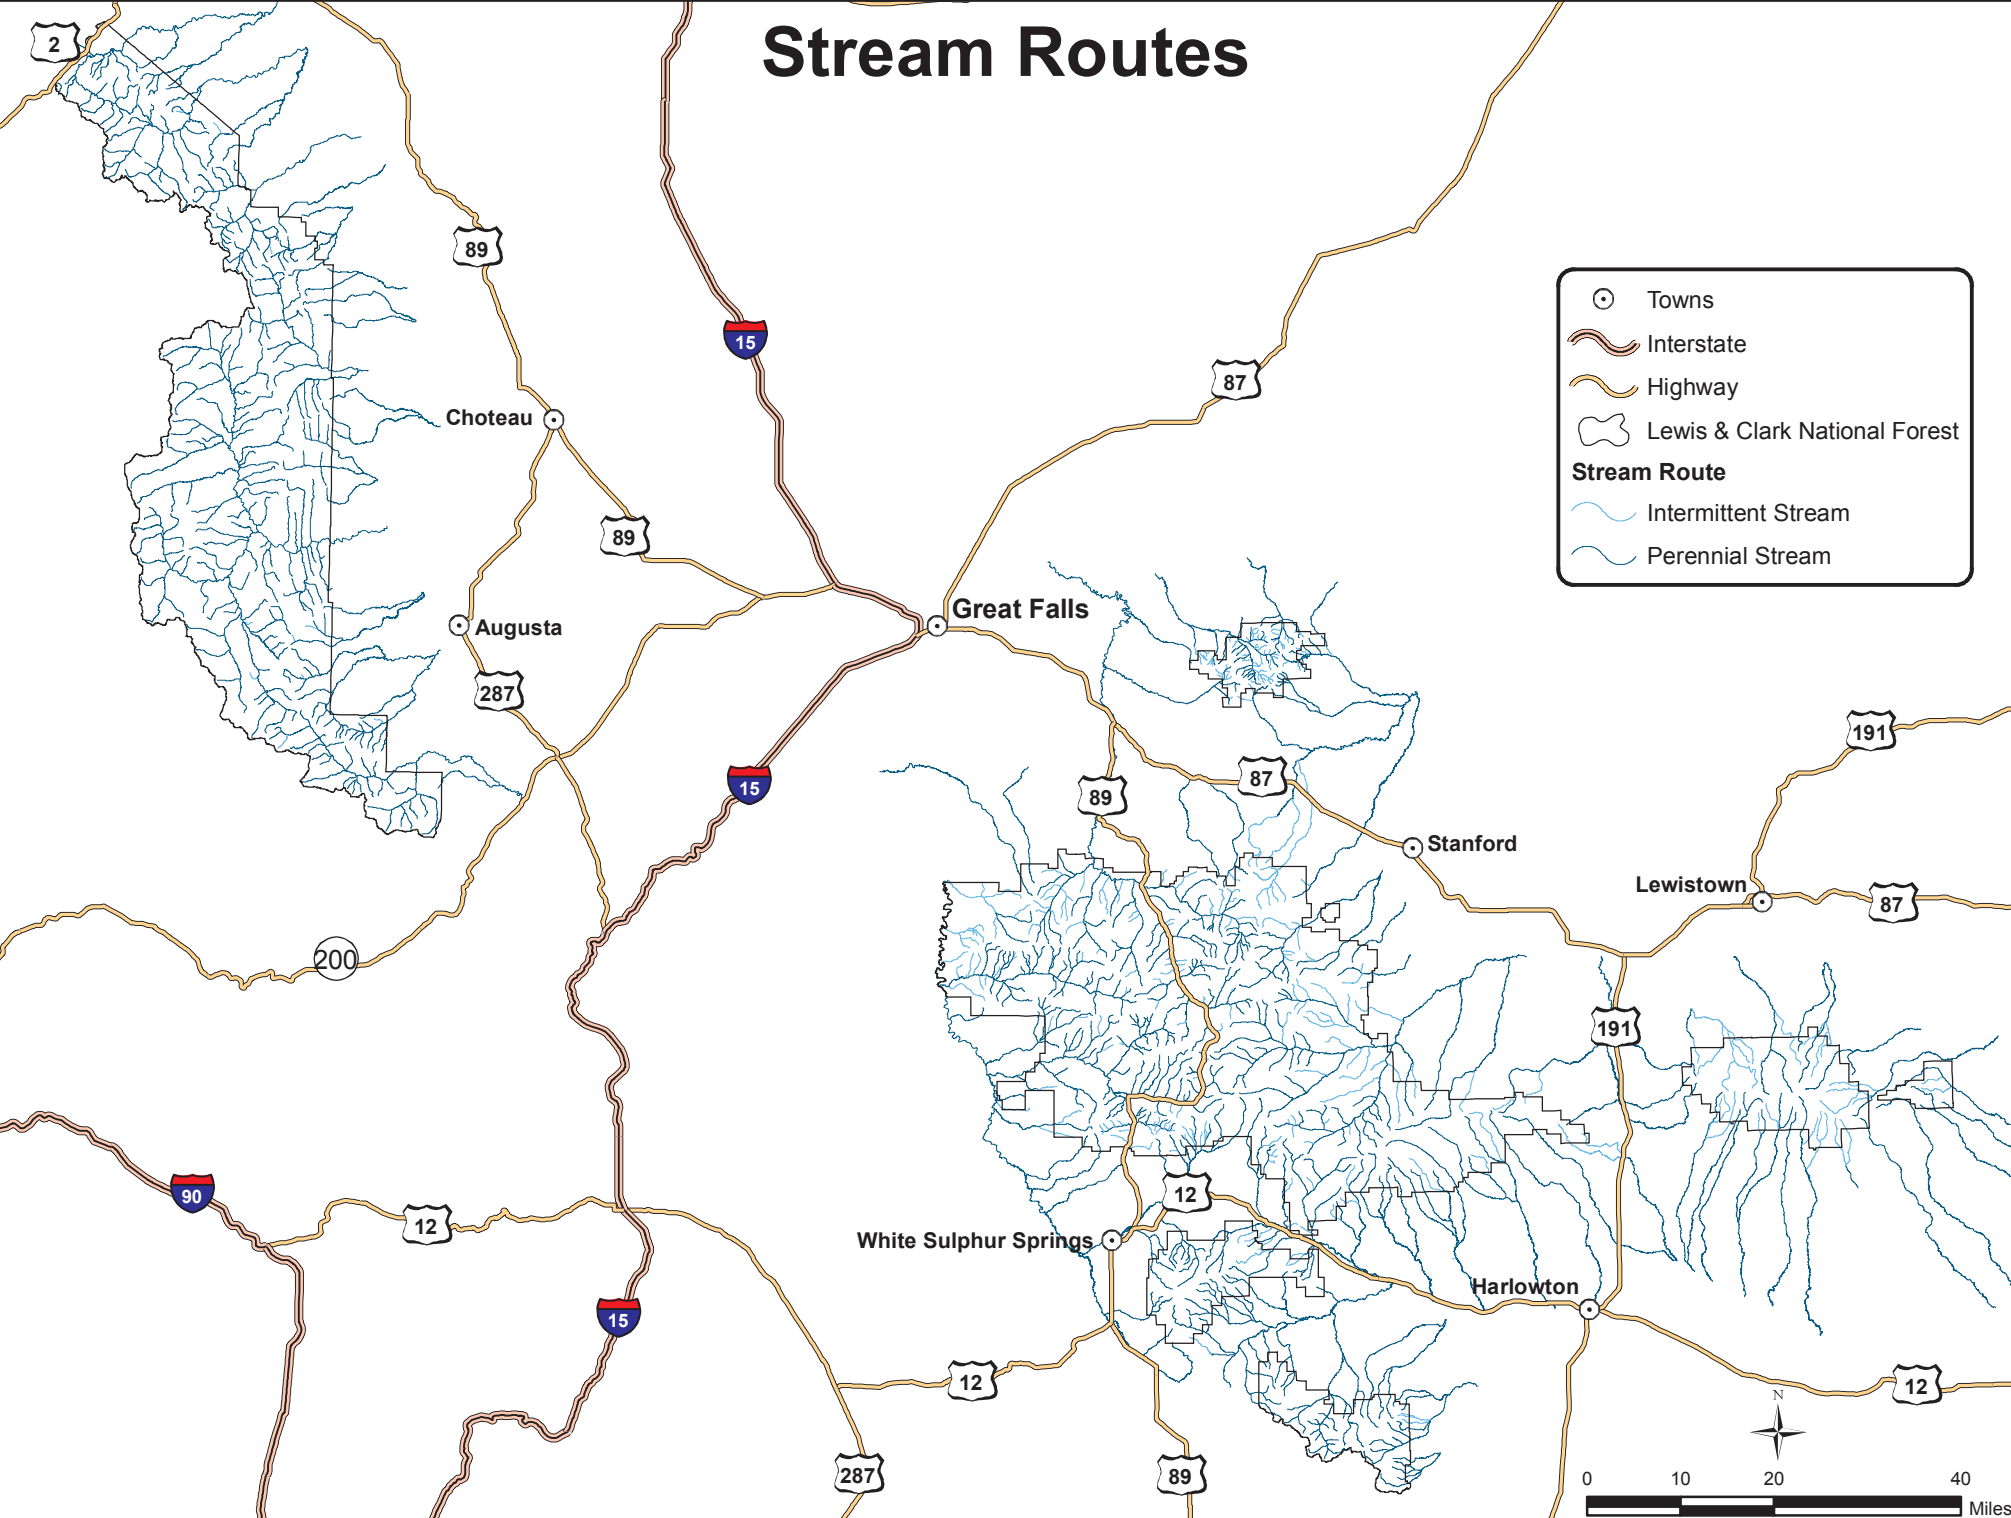 Stream Routes
2
89
15
87
Towns
Interstate
Highway
Lewis & Clark National Forest
Stream Route
Intermittent Stream
Perennial Stream
Choteau
89
Great Falls
Augusta
287
191
15
89
87
Stanford
Lewistown
87
200
191
90
12
12
White Sulphur Springs
Harlowton
15
12
12
N
287
89
0 10 20 40
Miles